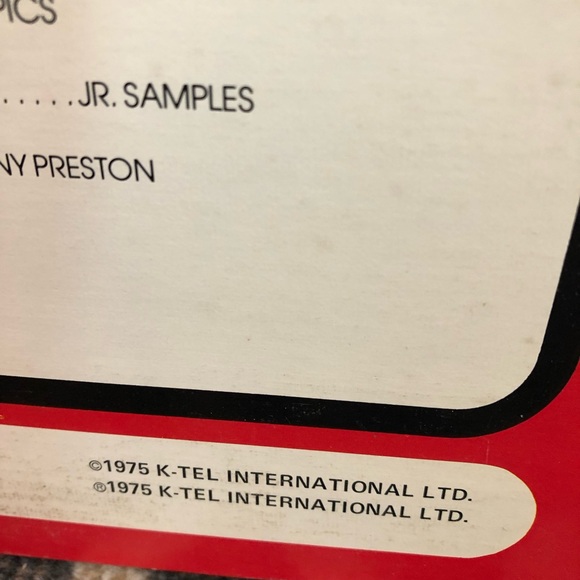 PICS
.....JR. SAMPLES
NY PRESTON
©1975 K-TEL INTERNATIONAL LTD.
℗1975 K-TEL INTERNATIONAL LTD.